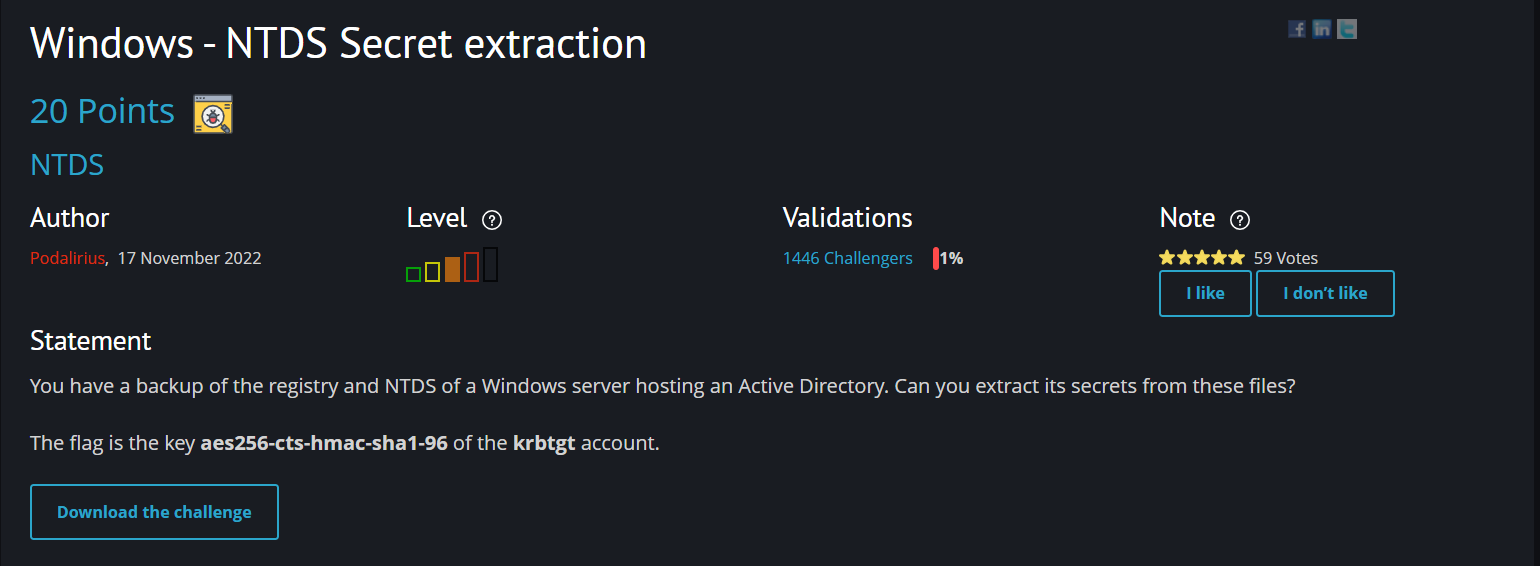 Windows - NTDS Secret extraction
20 Points
NTDS
Author
Podalirius, 17 November 2022
Level ?
Validations
1446 Challengers 1%
Note ?
59 Votes
I like
I don’t like
Statement
You have a backup of the registry and NTDS of a Windows server hosting an Active Directory. Can you extract its secrets from these files?
The flag is the key aes256-cts-hmac-sha1-96 of the krbtgt account.
Download the challenge